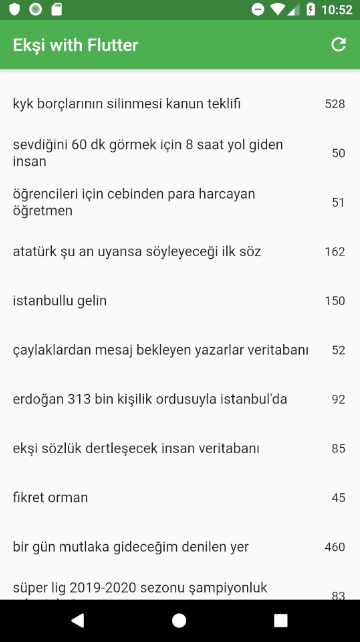 10:52
Ekşi with Flutter
kyk borçlarının silinmesi kanun teklifi 528
sevdiğini 60 dk görmek için 8 saat yol giden
insan 50
öğrencileri için cebinden para harcayan
öğretmen 51
atatürk şu an uyansa söyleyeceği ilk söz 162
istanbullu gelin 150
çaylaklardan mesaj bekleyen yazarlar veritabanı 52
erdoğan 313 bin kişilik ordusuyla istanbul'da 92
ekşi sözlük dertleşecek insan veritabanı 85
fikret orman 45
bir gün mutlaka gideceğim denilen yer 460
süper lig 2019-2020 sezonu şampiyonluk 83